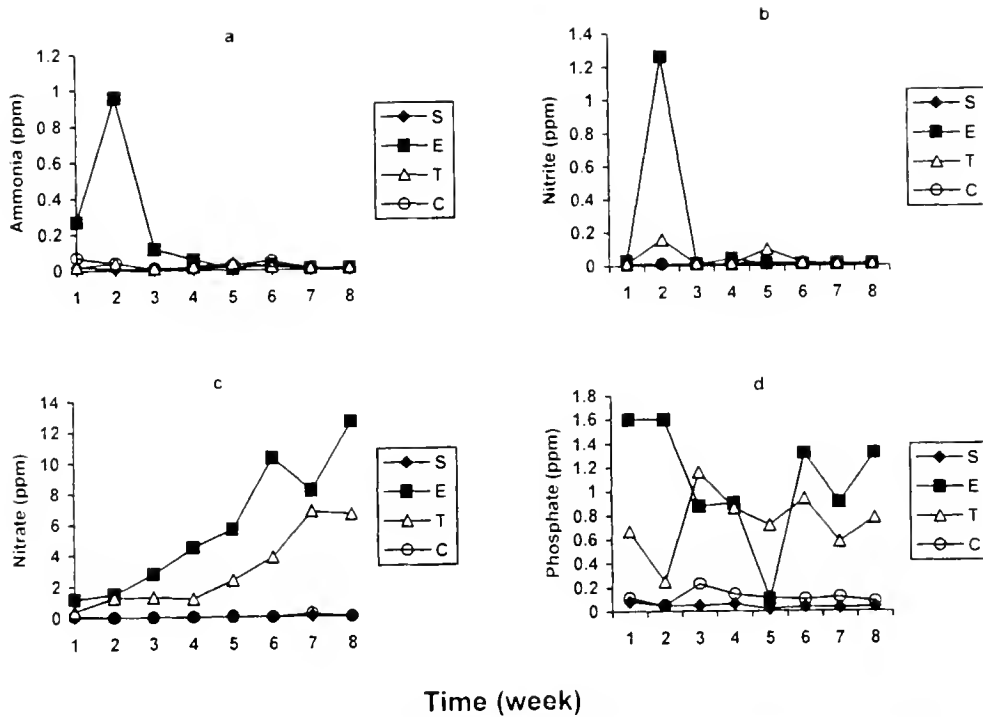 a
Ammonia (ppm)
1.2
1
0.8
0.6
0.4
0.2
0
1 2 3 4 5 6 7 8
S
E
T
C
b
Nitrite (ppm)
1.4
1.2
1
0.8
0.6
0.4
0.2
0
1 2 3 4 5 6 7 8
S
E
T
C
c
Nitrate (ppm)
14
12
10
8
6
4
2
0
1 2 3 4 5 6 7 8
S
E
T
C
d
Phosphate (ppm)
1.8
1.6
1.4
1.2
1
0.8
0.6
0.4
0.2
0
1 2 3 4 5 6 7 8
S
E
T
C
Time (week)